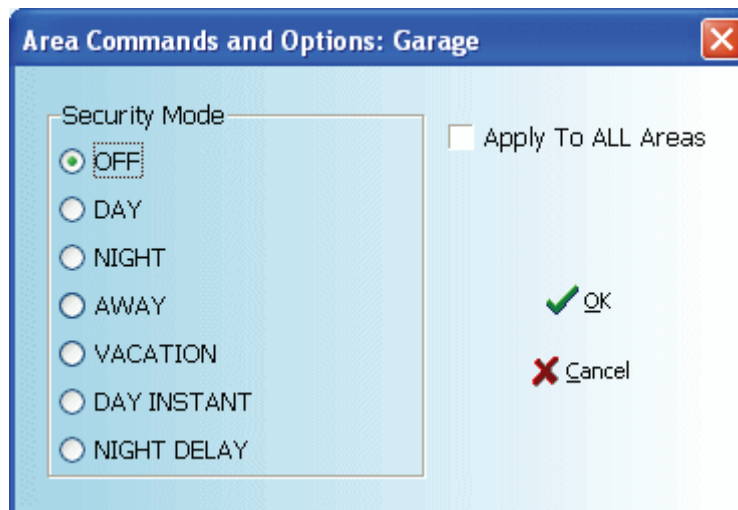 Area Commands and Options: Garage
Security Mode
OFF
DAY
NIGHT
AWAY
VACATION
DAY INSTANT
NIGHT DELAY
Apply To ALL Areas
OK
Cancel